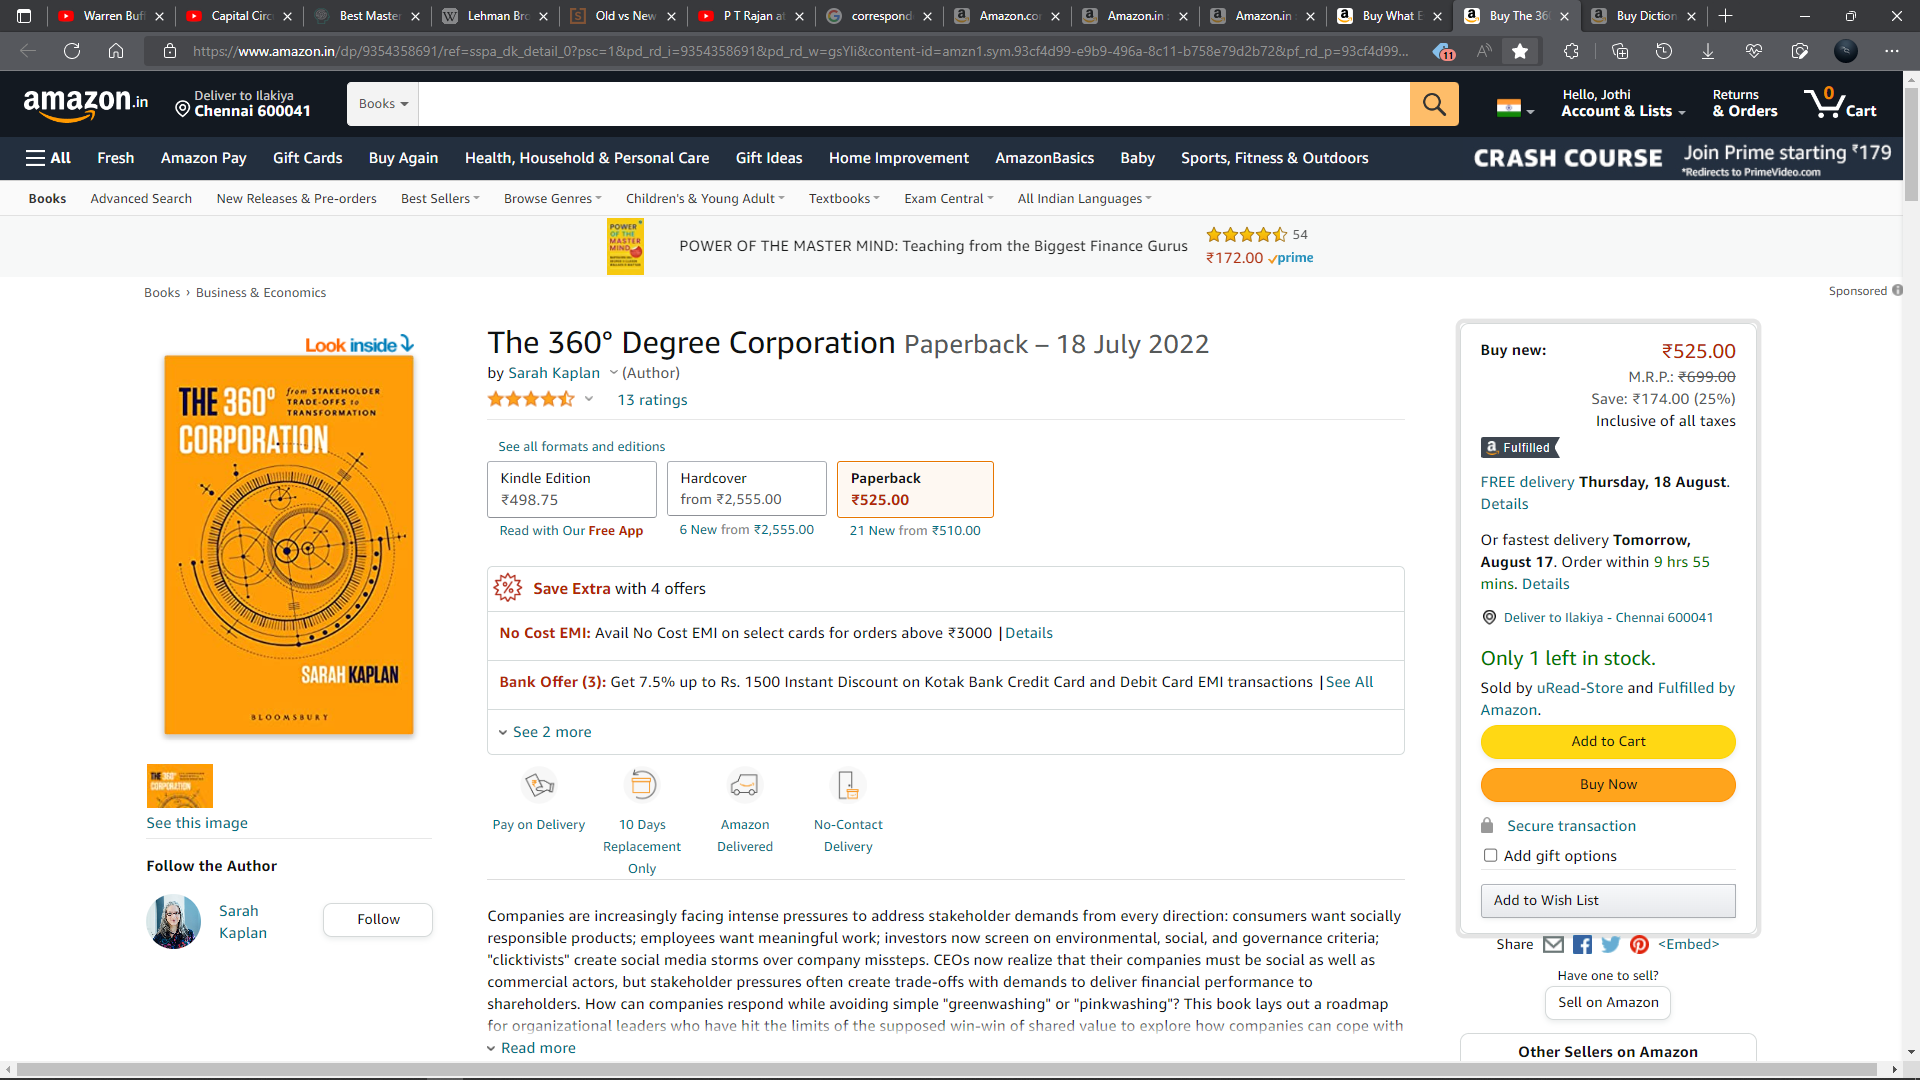 Warren Buf
Capital Circ
Best Master
Lehman Bro
Old vs New
P T Rajan at
correspond
Amazon.co
Amazon.in
Amazon.in
Buy What E
Buy The 36
Buy Diction
https://www.amazon.in/dp/9354358691/ref=sspa_dk_detail_0?psc=1&pd_rd_i=9354358691&pd_rd_w=gsYli&content-id=amzn1.sym.93cf4d99-e9b9-496a-8c11-b758e79d2b72&pf_rd_p=93cf4d99...
11
amazon.in
Deliver to Ilakiya
Chennai 600041
Books
Hello, Jothi
Account & Lists
Returns
& Orders
0
Cart
All Fresh Amazon Pay Gift Cards Buy Again Health, Household & Personal Care Gift Ideas Home Improvement AmazonBasics Baby Sports, Fitness & Outdoors
CRASH COURSE
Join Prime starting ₹179
*Redirects to PrimeVideo.com
Books Advanced Search New Releases & Pre-orders Best Sellers Browse Genres Children's & Young Adult Textbooks Exam Central All Indian Languages
POWER
OF THE
MASTER
MIND
POWER OF THE MASTER MIND: Teaching from the Biggest Finance Gurus
54
₹172.00 prime
Books › Business & Economics
Sponsored
Look inside
THE 360°
from STAKEHOLDER
TRADE-OFFS to
TRANSFORMATION
CORPORATION
SARAH KAPLAN
BLOOMSBURY
THE 360°
CORPORATION
See this image
Follow the Author
Sarah
Kaplan
Follow
The 360° Degree Corporation Paperback – 18 July 2022
by Sarah Kaplan (Author)
13 ratings
See all formats and editions
Kindle Edition
₹498.75
Read with Our Free App
Hardcover
from ₹2,555.00
6 New from ₹2,555.00
Paperback
₹525.00
21 New from ₹510.00
Save Extra with 4 offers
No Cost EMI: Avail No Cost EMI on select cards for orders above ₹3000 | Details
Bank Offer (3): Get 7.5% up to Rs. 1500 Instant Discount on Kotak Bank Credit Card and Debit Card EMI transactions | See All
See 2 more
Pay on Delivery
10 Days
Replacement
Only
Amazon
Delivered
No-Contact
Delivery
Companies are increasingly facing intense pressures to address stakeholder demands from every direction: consumers want socially
responsible products; employees want meaningful work; investors now screen on environmental, social, and governance criteria;
"clicktivists" create social media storms over company missteps. CEOs now realize that their companies must be social as well as
commercial actors, but stakeholder pressures often create trade-offs with demands to deliver financial performance to
shareholders. How can companies respond while avoiding simple "greenwashing" or "pinkwashing"? This book lays out a roadmap
for organizational leaders who have hit the limits of the supposed win-win of shared value to explore how companies can cope with
Read more
Buy new:
₹525.00
M.R.P.: ₹699.00
Save: ₹174.00 (25%)
Inclusive of all taxes
a Fulfilled
FREE delivery Thursday, 18 August.
Details
Or fastest delivery Tomorrow,
August 17. Order within 9 hrs 55
mins. Details
Deliver to Ilakiya - Chennai 600041
Only 1 left in stock.
Sold by uRead-Store and Fulfilled by
Amazon.
Add to Cart
Buy Now
Secure transaction
Add gift options
Add to Wish List
Share
<Embed>
Have one to sell?
Sell on Amazon
Other Sellers on Amazon